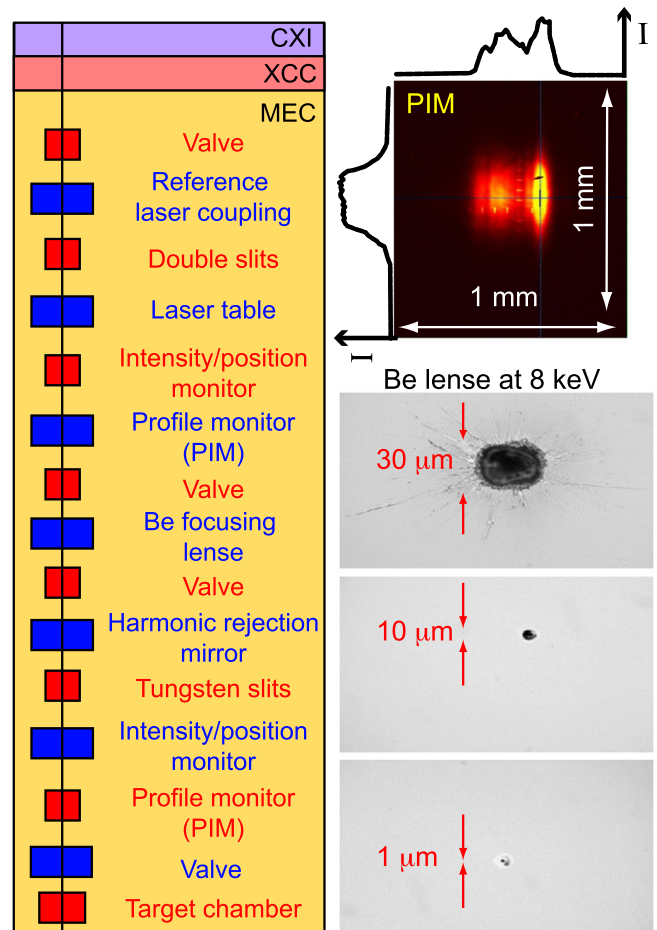 CXI
XCC
MEC
Valve
Reference
laser coupling
Double slits
Laser table
Intensity/position
monitor
Profile monitor
(PIM)
Valve
Be focusing
lense
Valve
Harmonic rejection
mirror
Tungsten slits
Intensity/position
monitor
Profile monitor
(PIM)
Valve
Target chamber
I
PIM
1 mm
1 mm
I
Be lense at 8 keV
30 μm
10 μm
1 μm